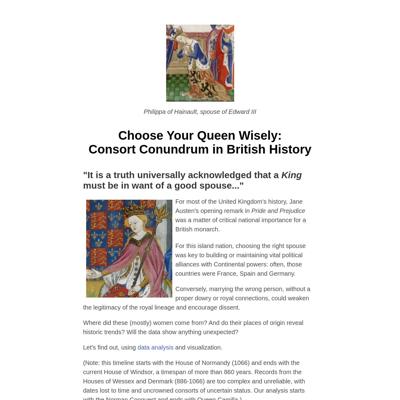 Philippa of Hainault, spouse of Edward III
Choose Your Queen Wisely:
Consort Conundrum in British History
"It is a truth universally acknowledged that a King
must be in want of a good spouse..."
For most of the United Kingdom's history, Jane
Austen's opening remark in Pride and Prejudice
was a matter of critical national importance for a
British monarch.
For this island nation, choosing the right spouse
was key to building or maintaining vital political
alliances with Continental powers: often, those
countries were France, Spain and Germany.
Conversely, marrying the wrong person, without a
proper dowry or royal connections, could weaken
the legitimacy of the royal lineage and encourage dissent.
Where did these (mostly) women come from? And do their places of origin reveal
historic trends? Will the data show anything unexpected?
Let's find out, using data analysis and visualization.
(Note: this timeline starts with the House of Normandy (1066) and ends with the
current House of Windsor, a timespan of more than 860 years. Records from the
Houses of Wessex and Denmark (886-1066) are too complex and unreliable, with
dates lost to time and uncrowned consorts of uncertain status. Our analysis starts
with the Norman Conquest and ends with Queen Camilla.)